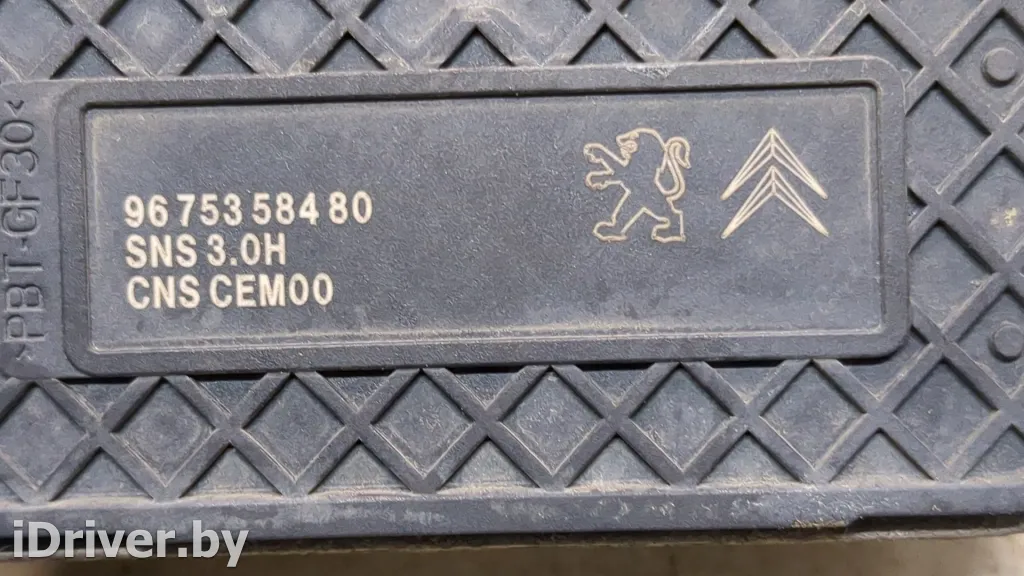 96 753 584 80
SNS 3.0H
CNS CEM00
>PBT-GF30<
iDriver.by